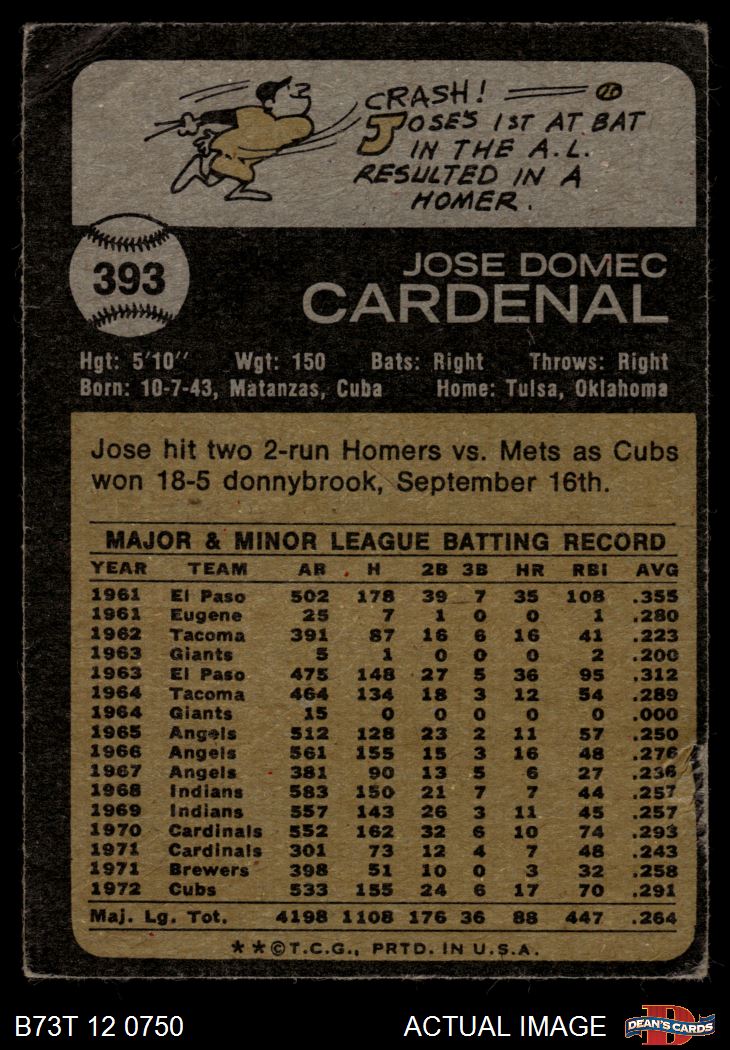 CRASH!
JOSE'S 1ST AT BAT
IN THE A.L.
RESULTED IN A
HOMER.
393
JOSE DOMEC
CARDENAL
Hgt: 5'10" Wgt: 150 Bats: Right Throws: Right
Born: 10-7-43, Matanzas, Cuba Home: Tulsa, Oklahoma
Jose hit two 2-run Homers vs. Mets as Cubs
won 18-5 donnybrook, September 16th.
MAJOR & MINOR LEAGUE BATTING RECORD
YEAR TEAM AB H 2B 3B HR RBI AVG
1961 El Paso 502 178 39 7 35 108 .355
1961 Eugene 25 7 1 0 0 1 .280
1962 Tacoma 391 87 16 6 16 41 .223
1963 Giants 5 1 0 0 0 2 .200
1963 El Paso 475 148 27 5 36 95 .312
1964 Tacoma 464 134 18 3 12 54 .289
1964 Giants 15 0 0 0 0 0 .000
1965 Angels 512 128 23 2 11 57 .250
1966 Angels 561 155 15 3 16 48 .276
1967 Angels 381 90 13 5 6 27 .236
1968 Indians 583 150 21 7 7 44 .257
1969 Indians 557 143 26 3 11 45 .257
1970 Cardinals 552 162 32 6 10 74 .293
1971 Cardinals 301 73 12 4 7 48 .243
1971 Brewers 398 51 10 0 3 32 .258
1972 Cubs 533 155 24 6 17 70 .291
Maj. Lg. Tot. 4198 1108 176 36 88 447 .264
**©T.C.G., PRTD. IN U.S.A.
B73T 12 0750 ACTUAL IMAGE DEAN'S CARDS